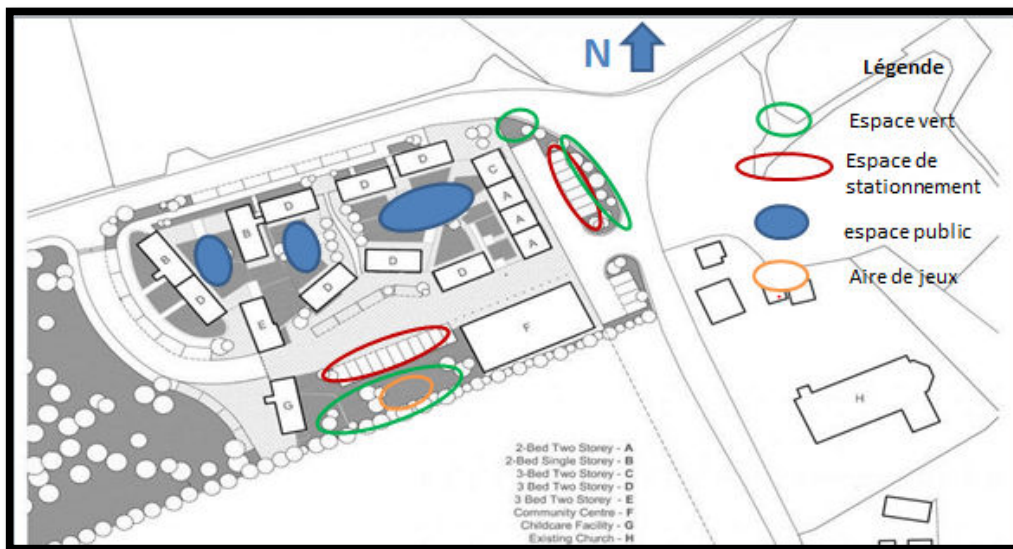 N
Légende
Espace vert
Espace de
stationnement
espace public
Aire de jeux
D
D
C
D
A
B
A
B
A
D
D
D
D
E
F
G
H
2-Bed Two Storey - A
2-Bed Single Storey - B
3-Bed Two Storey - C
3 Bed Two Storey - D
3 Bed Two Storey - E
Community Centre - F
Childcare Facility - G
Existing Church - H